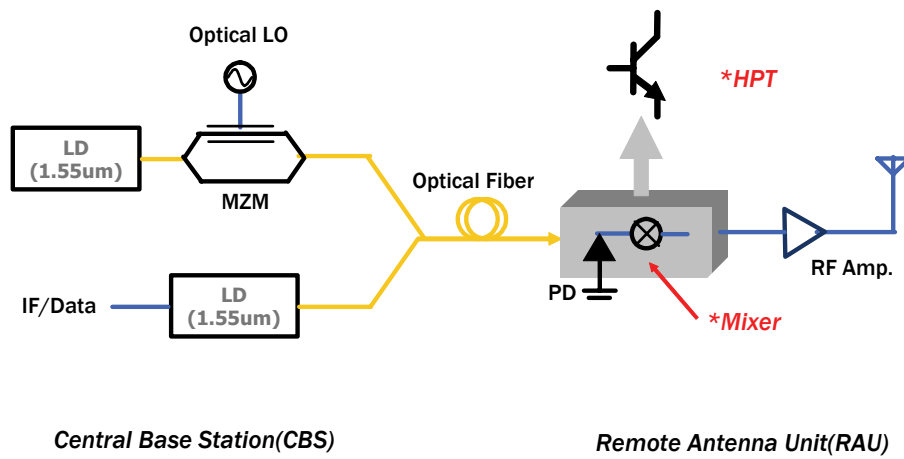 Optical LO
*HPT
LD
(1.55um)
MZM
Optical Fiber
IF/Data
LD
(1.55um)
PD
RF Amp.
*Mixer
Central Base Station(CBS)
Remote Antenna Unit(RAU)